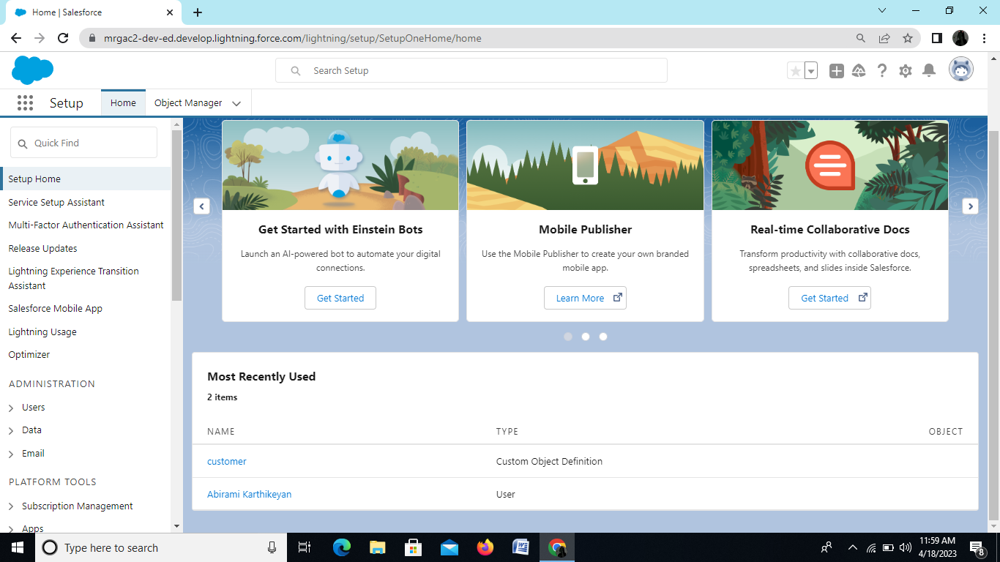 Home | Salesforce
mrgac2-dev-ed.develop.lightning.force.com/lightning/setup/SetupOneHome/home
Search Setup
Setup
Home
Object Manager
Quick Find
Setup Home
Service Setup Assistant
Multi-Factor Authentication Assistant
Release Updates
Lightning Experience Transition
Assistant
Salesforce Mobile App
Lightning Usage
Optimizer
ADMINISTRATION
Users
Data
Email
PLATFORM TOOLS
Subscription Management
Apps
Get Started with Einstein Bots
Launch an AI-powered bot to automate your digital
connections.
Get Started
Mobile Publisher
Use the Mobile Publisher to create your own branded
mobile app.
Learn More
Real-time Collaborative Docs
Transform productivity with collaborative docs,
spreadsheets, and slides inside Salesforce.
Get Started
Most Recently Used
2 items
NAME TYPE OBJECT
customer Custom Object Definition
Abirami Karthikeyan User
Type here to search
11:59 AM
4/18/2023
8